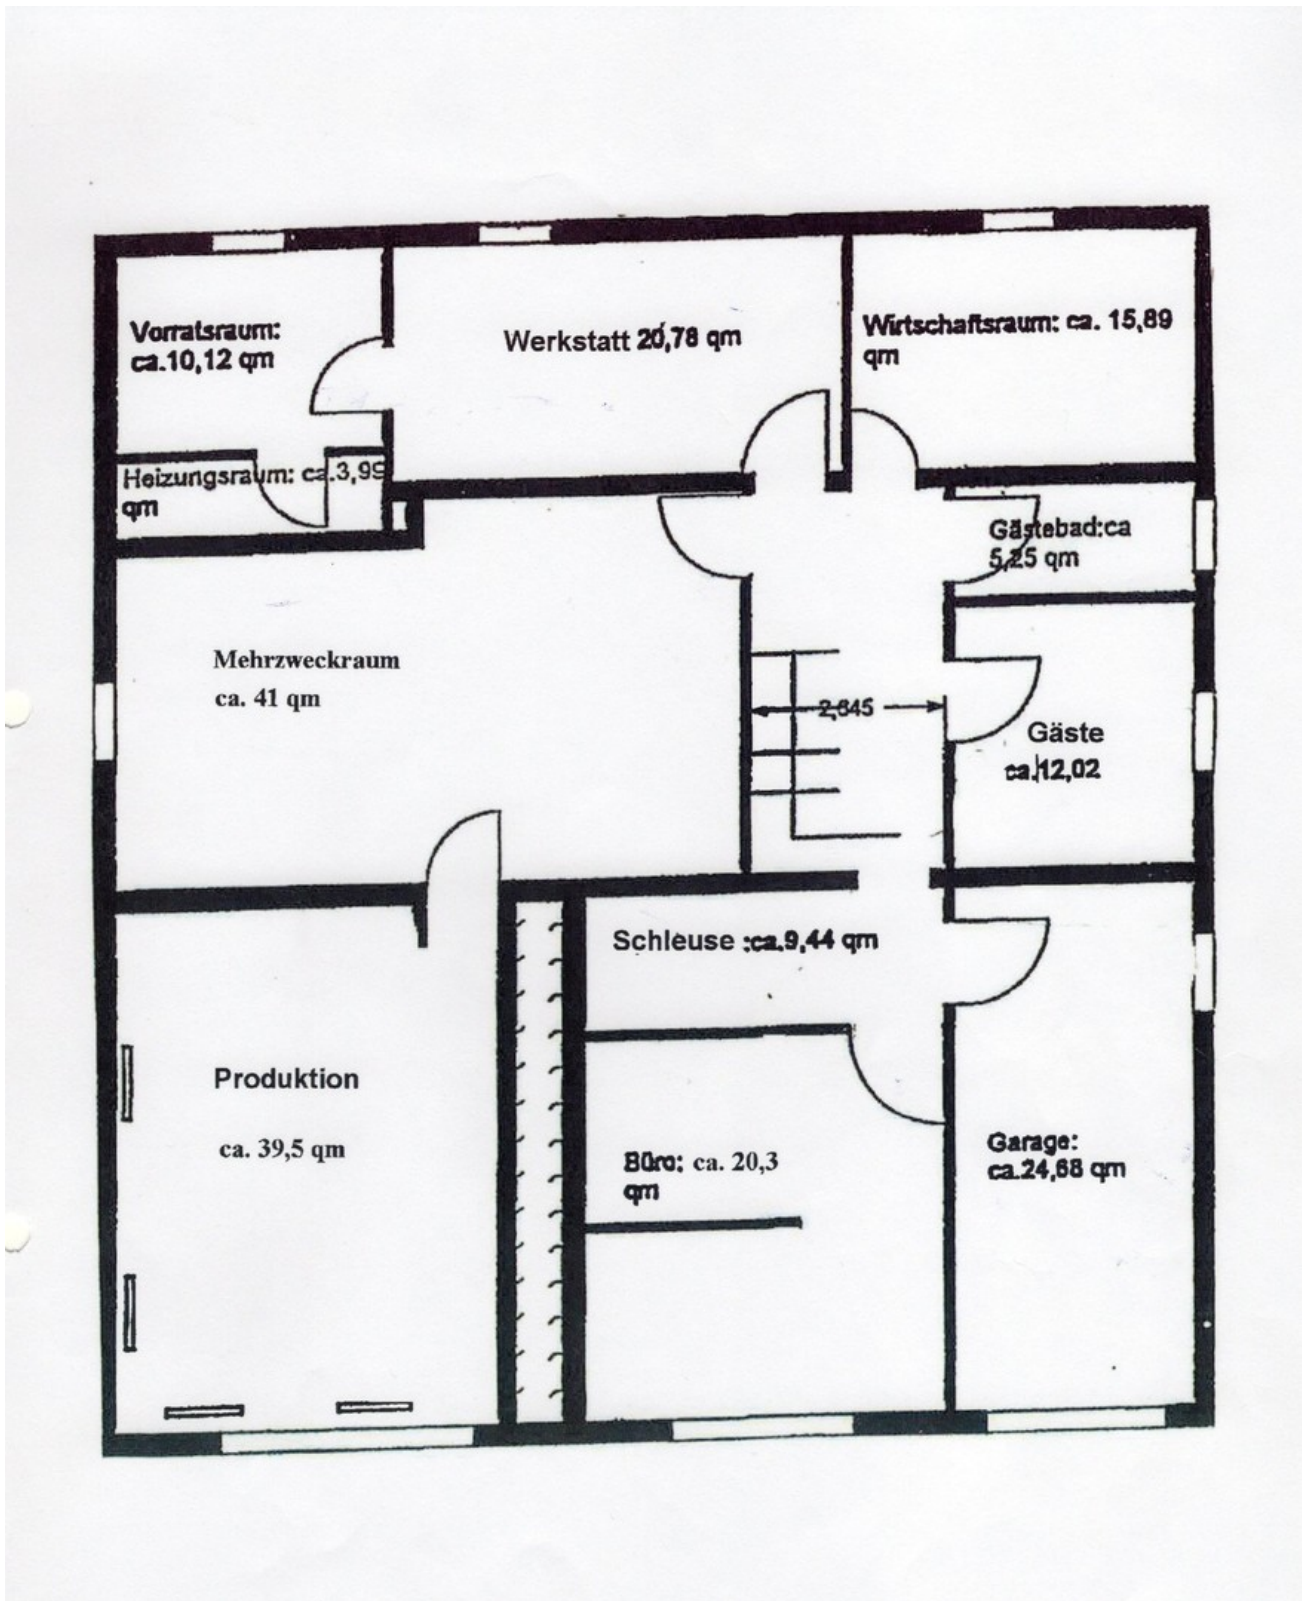 Vorratsraum:
ca.10,12 qm
Werkstatt 20,78 qm
Wirtschaftsraum: ca. 15,89
qm
Heizungsraum: ca.3,99
qm
Gästebad:ca
5,25 qm
Mehrzweckraum
ca. 41 qm
2,645
Gäste
ca.12,02
Schleuse :ca.9,44 qm
Produktion
ca. 39,5 qm
Büro: ca. 20,3
qm
Garage:
ca.24,68 qm